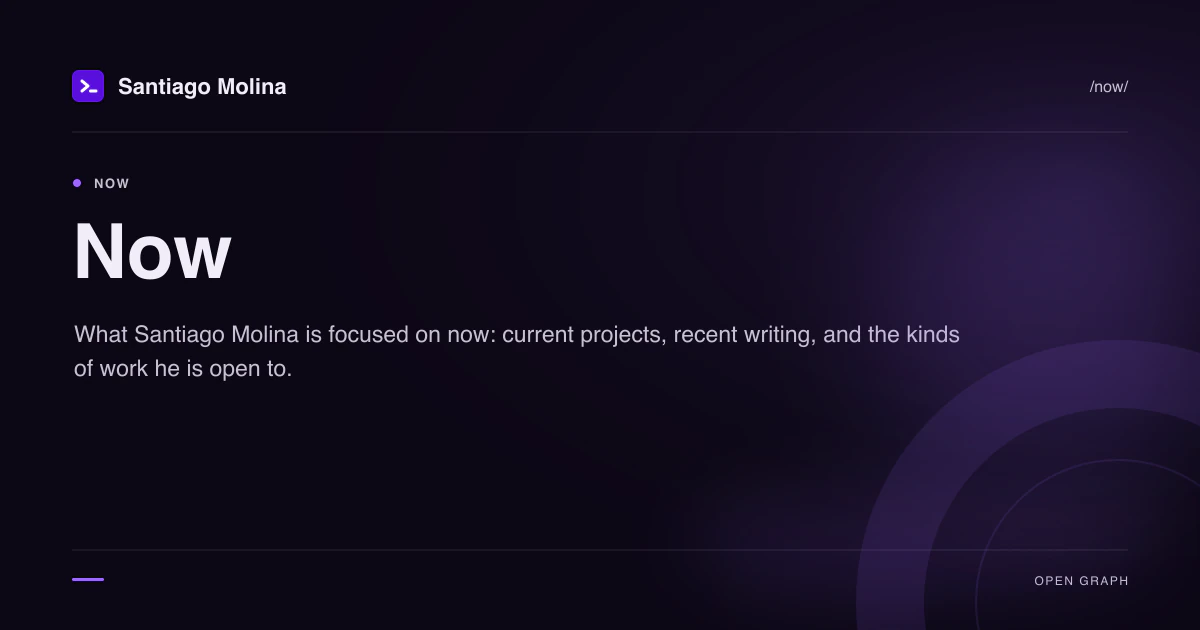 Santiago Molina
/now/
NOW
Now
What Santiago Molina is focused on now: current projects, recent writing, and the kinds
of work he is open to.
OPEN GRAPH